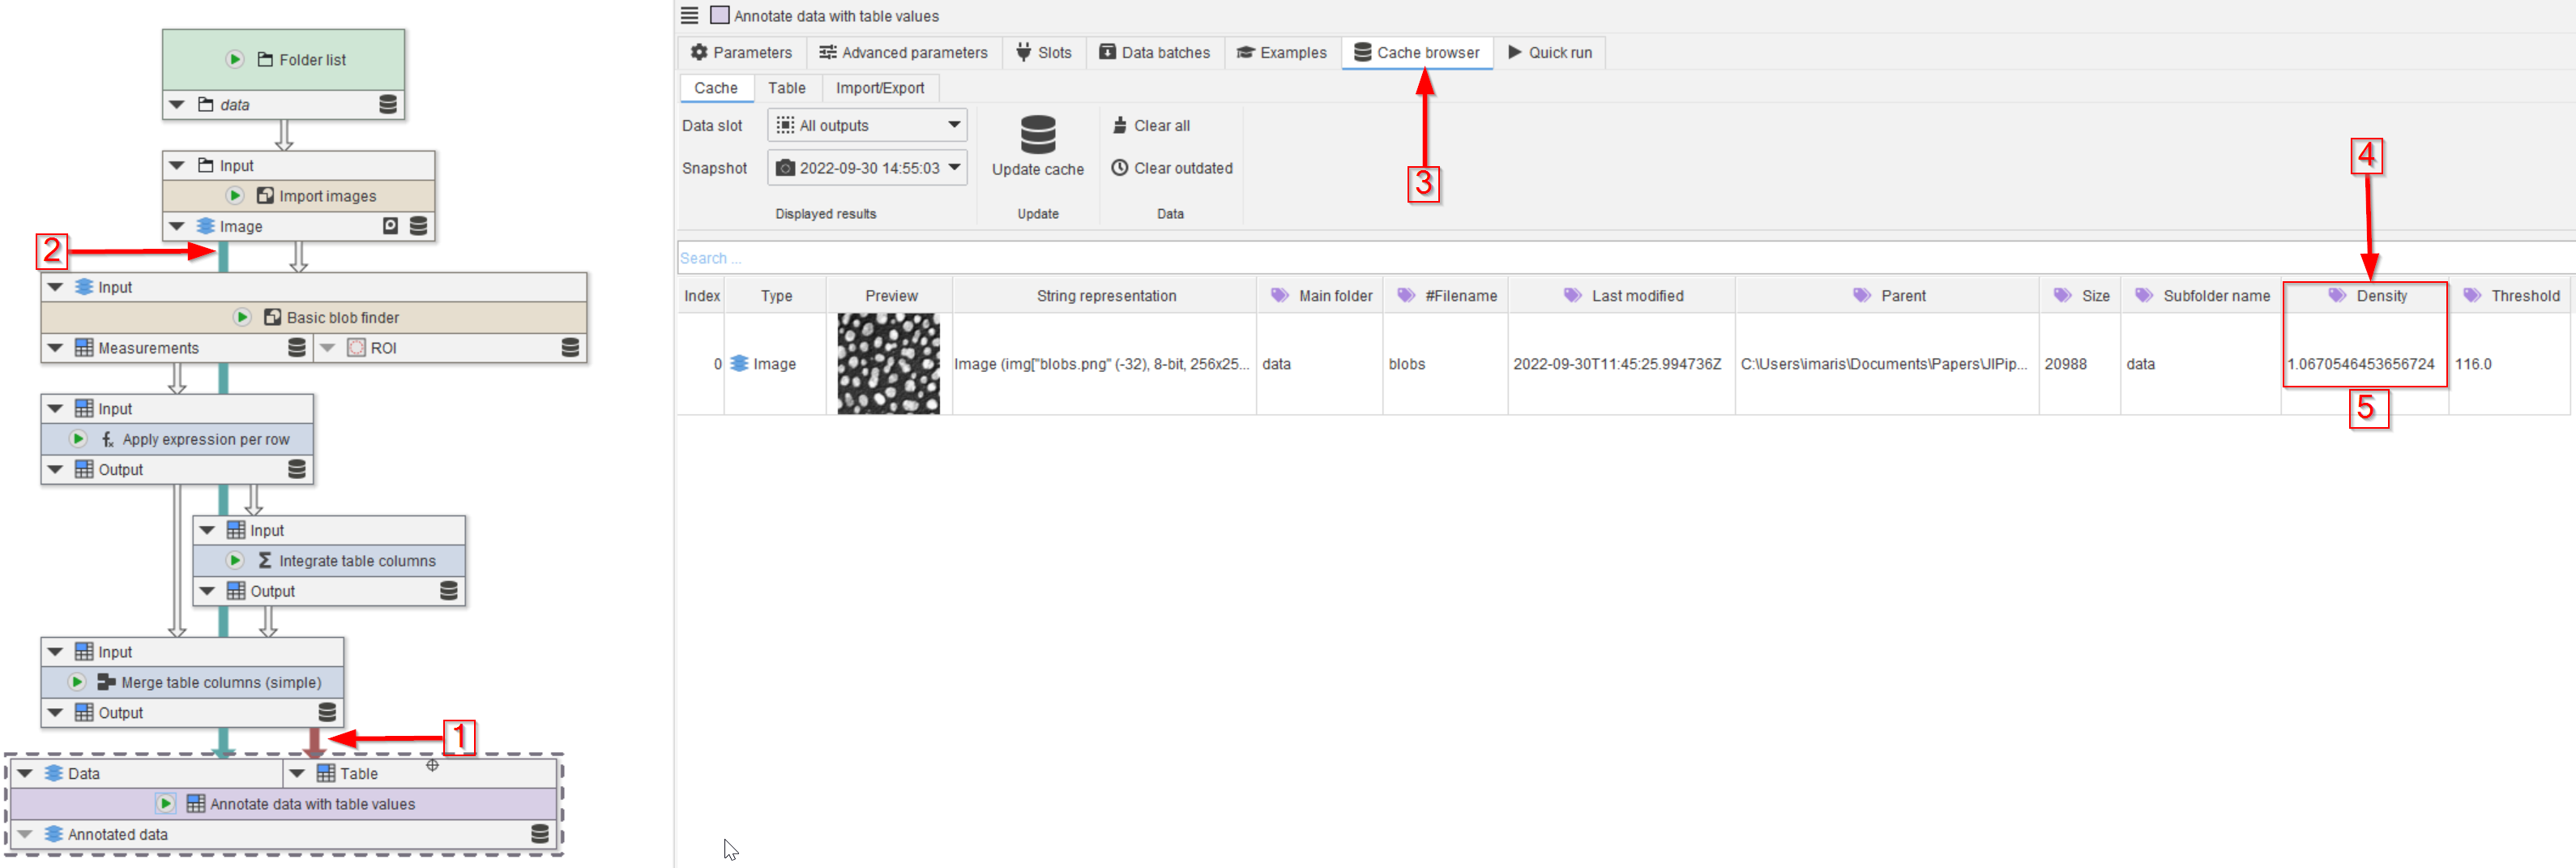 Folder list
data
Input
Import images
Image
2
Input
Basic blob finder
Measurements ROI
Input
Apply expression per row
Output
Input
Integrate table columns
Output
Input
Merge table columns (simple)
Output
1
Data Table
Annotate data with table values
Annotated data
Annotate data with table values
Parameters Advanced parameters Slots Data batches Examples Cache browser Quick run
Cache Table Import/Export
Data slot All outputs Clear all
Snapshot 2022-09-30 14:55:03 Update cache Clear outdated
Displayed results Update Data
3
4
Search ...
Index Type Preview String representation Main folder #Filename Last modified Parent Size Subfolder name Density Threshold
0 Image Image (img["blobs.png" (-32), 8-bit, 256x25... data blobs 2022-09-30T11:45:25.994736Z C:\Users\imaris\Documents\Papers\JIPip... 20988 data 1.0670546453656724 116.0
5